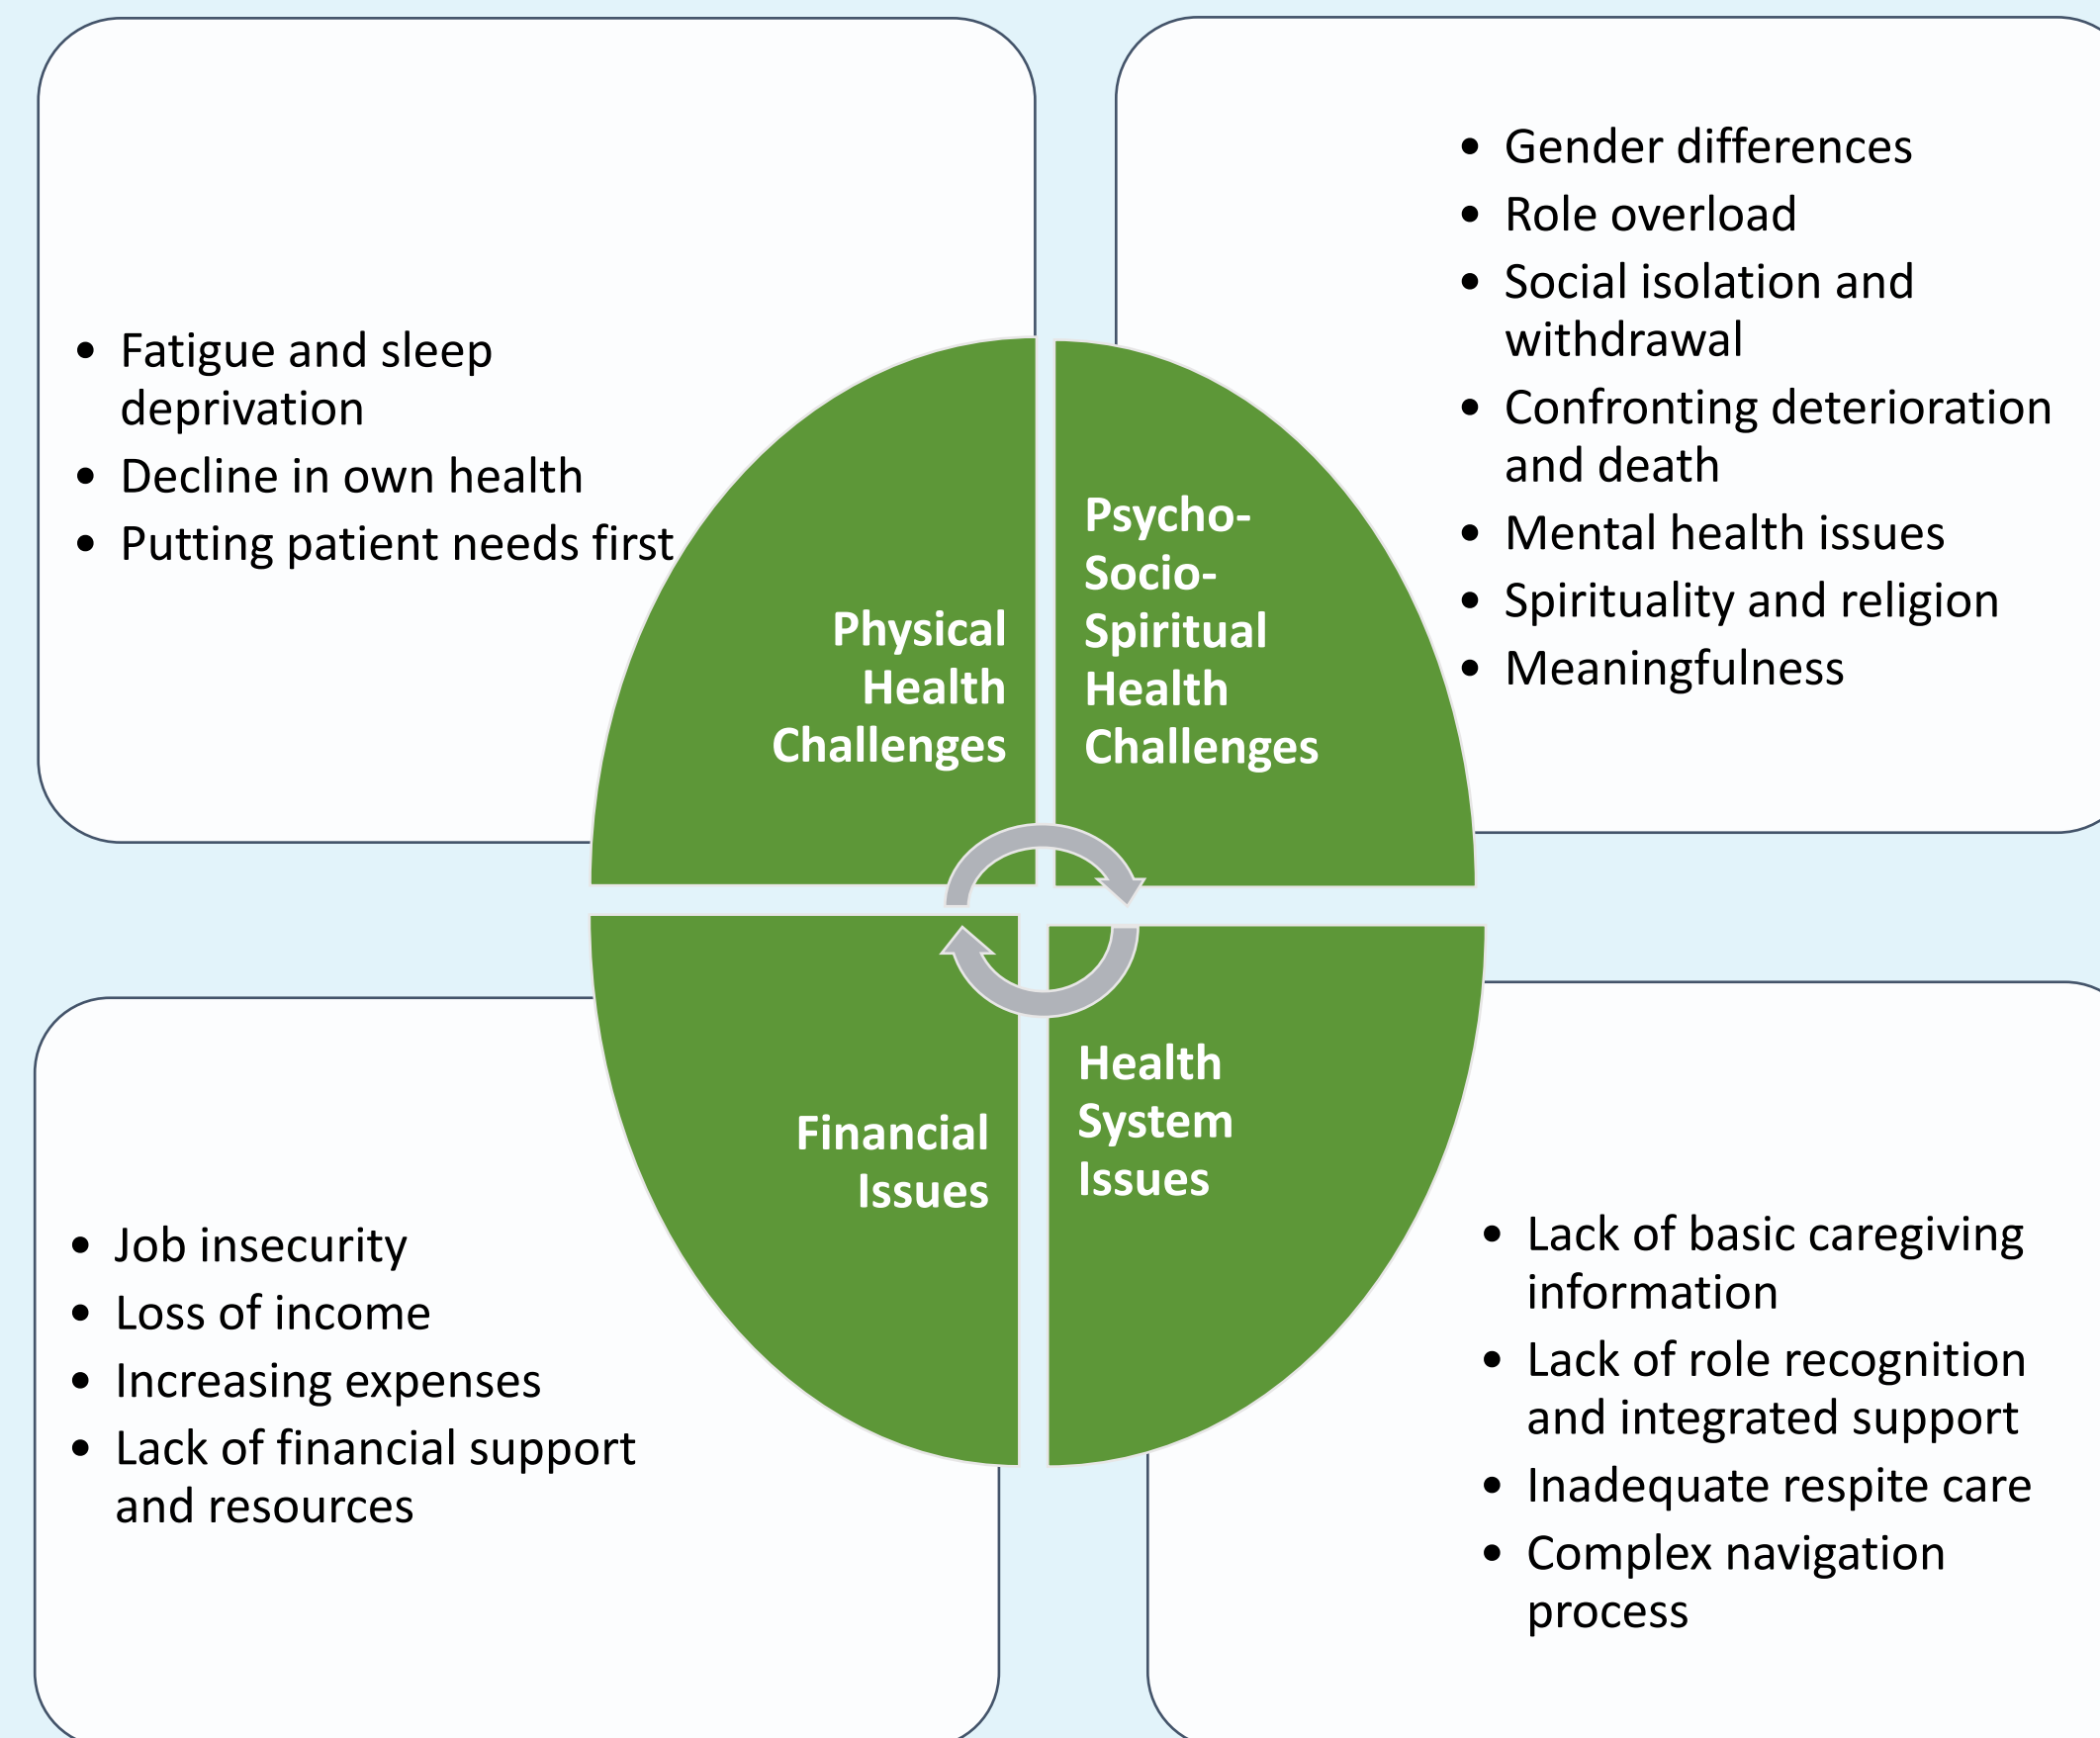 • Fatigue and sleep
deprivation
• Decline in own health
• Putting patient needs first
Physical
Health
Challenges
• Gender differences
• Role overload
• Social isolation and
withdrawal
• Confronting deterioration
and death
• Mental health issues
• Spirituality and religion
• Meaningfulness
Psycho-
Socio-
Spiritual
Health
Challenges
• Job insecurity
• Loss of income
• Increasing expenses
• Lack of financial support
and resources
Financial
Issues
Health
System
Issues
• Lack of basic caregiving
information
• Lack of role recognition
and integrated support
• Inadequate respite care
• Complex navigation
process